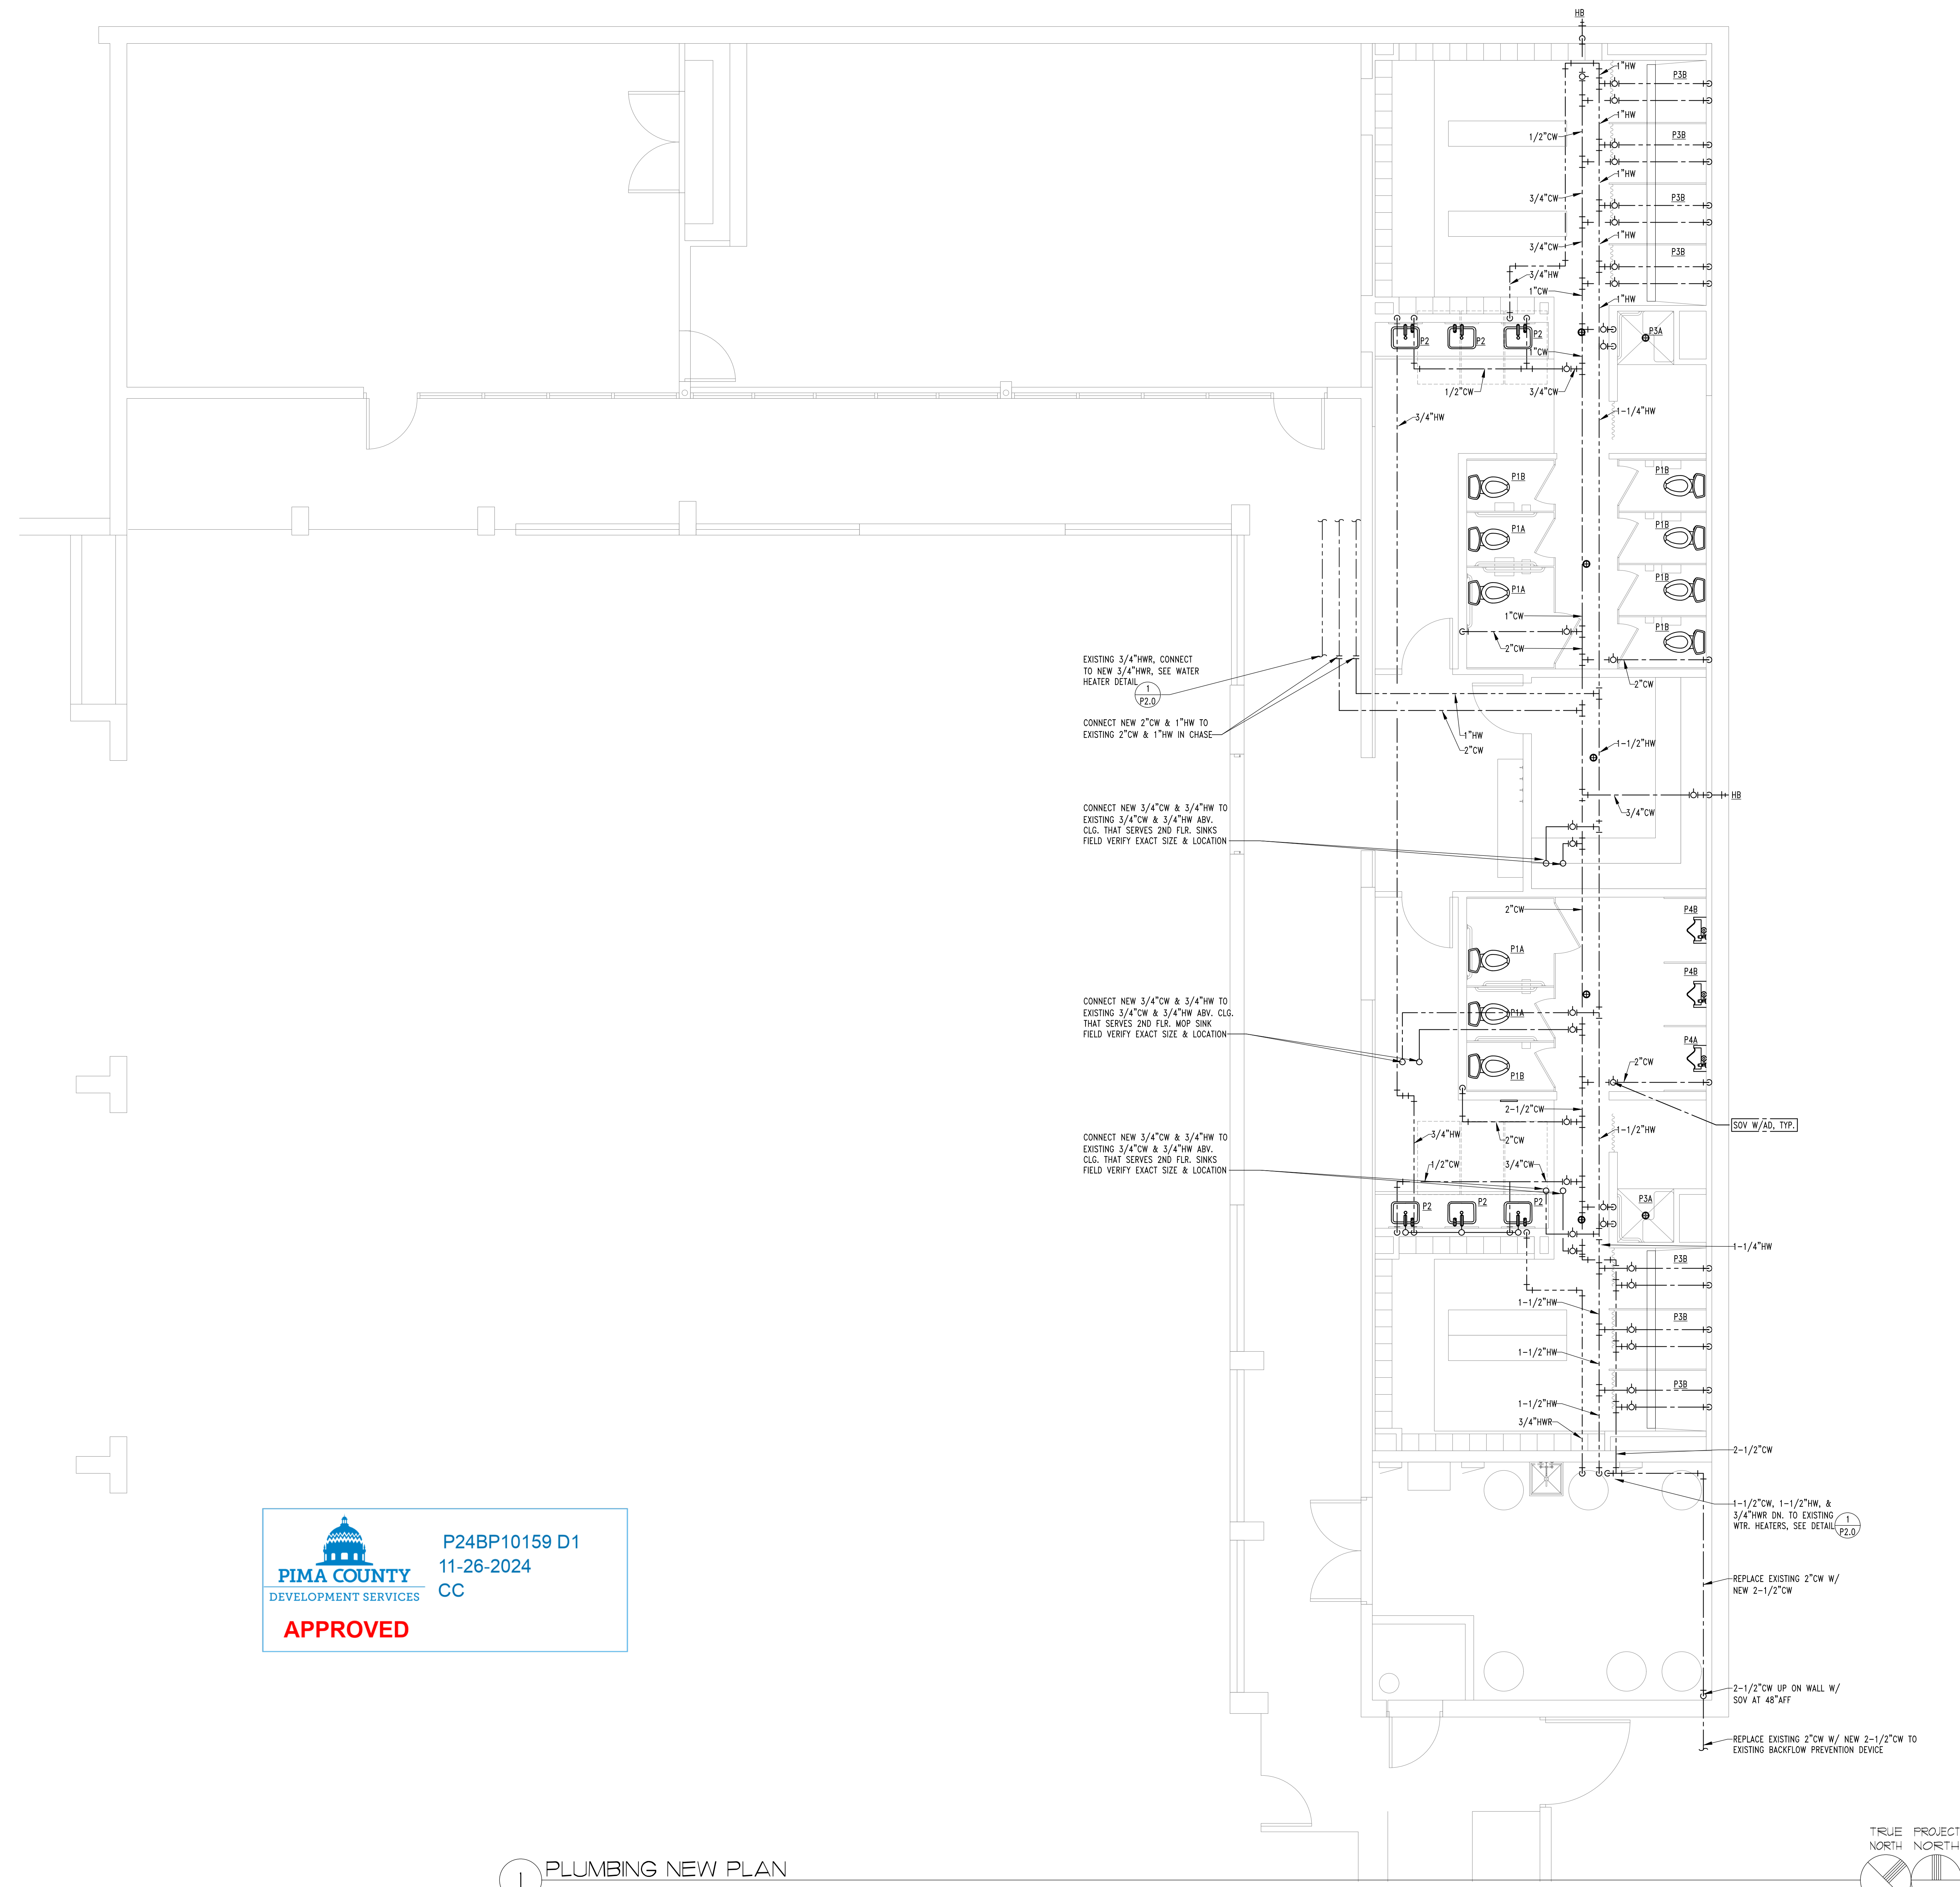 HB
1"HW
P3B
1"HW
1/2"CW
P3B
1"HW
3/4"CW
P3B
1"HW
3/4"CW
P3B
3/4"HW
1"CW
1"HW
P3A
P2
P2
P2
1"CW
1/2"CW
3/4"CW
1-1/4"HW
3/4"HW
P1B
P1B
P1A
P1B
P1A
P1B
1"CW
P1B
2"CW
2"CW
EXISTING 3/4"HWR, CONNECT
TO NEW 3/4"HWR, SEE WATER
HEATER DETAIL
1
P2.0
CONNECT NEW 2"CW & 1"HW TO
EXISTING 2"CW & 1"HW IN CHASE
1"HW
2"CW
1-1/2"HW
HB
3/4"CW
CONNECT NEW 3/4"CW & 3/4"HW TO
EXISTING 3/4"CW & 3/4"HW ABV.
CLG. THAT SERVES 2ND FLR. SINKS
FIELD VERIFY EXACT SIZE & LOCATION
2"CW
P4B
P1A
P4B
CONNECT NEW 3/4"CW & 3/4"HW TO
EXISTING 3/4"CW & 3/4"HW ABV. CLG.
THAT SERVES 2ND FLR. MOP SINK
FIELD VERIFY EXACT SIZE & LOCATION
P1A
P4A
2"CW
P1B
2-1/2"CW
SOV W/AD, TYP.
CONNECT NEW 3/4"CW & 3/4"HW TO
EXISTING 3/4"CW & 3/4"HW ABV.
CLG. THAT SERVES 2ND FLR. SINKS
FIELD VERIFY EXACT SIZE & LOCATION
3/4"HW
2"CW
1-1/2"HW
1/2"CW
3/4"CW
P3A
P2
P2
P2
1-1/4"HW
P3B
1-1/2"HW
P3B
1-1/2"HW
P3B
1-1/2"HW
3/4"HWR
2-1/2"CW
1-1/2"CW, 1-1/2"HW, &
3/4"HWR DN. TO EXISTING
WTR. HEATERS, SEE DETAIL
1
P2.0
REPLACE EXISTING 2"CW W/
NEW 2-1/2"CW
2-1/2"CW UP ON WALL W/
SOV AT 48"AFF
REPLACE EXISTING 2"CW W/ NEW 2-1/2"CW TO
EXISTING BACKFLOW PREVENTION DEVICE
PIMA COUNTY
DEVELOPMENT SERVICES
APPROVED
P24BP10159 D1
11-26-2024
CC
1
PLUMBING NEW PLAN
TRUE
NORTH
PROJECT
NORTH